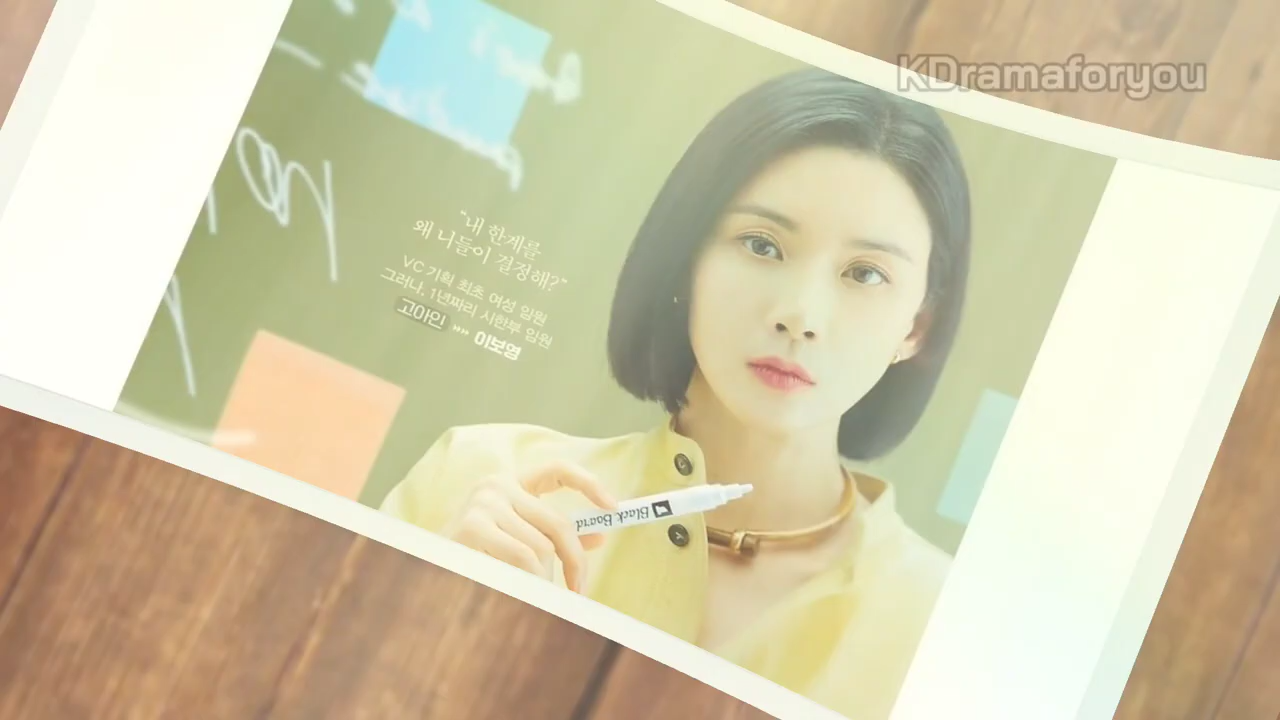 KDramaforyou
"내 한계를
왜 니들이 결정해?"
VC 기획 최초 여성 임원
그러나, 1년짜리 시한부 임원
고아인 »» 이보영
Black Board